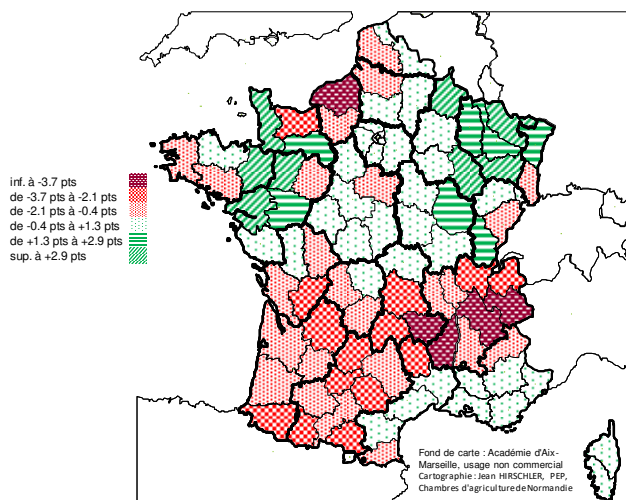 inf. à -3.7 pts
de -3.7 pts à -2.1 pts
de -2.1 pts à -0.4 pts
de -0.4 pts à +1.3 pts
de +1.3 pts à +2.9 pts
sup. à +2.9 pts
Fond de carte : Académie d'Aix-
Marseille, usage non commercial
Cartographie : Jean HIRSCHLER, PEP,
Chambres d'agriculture de Normandie